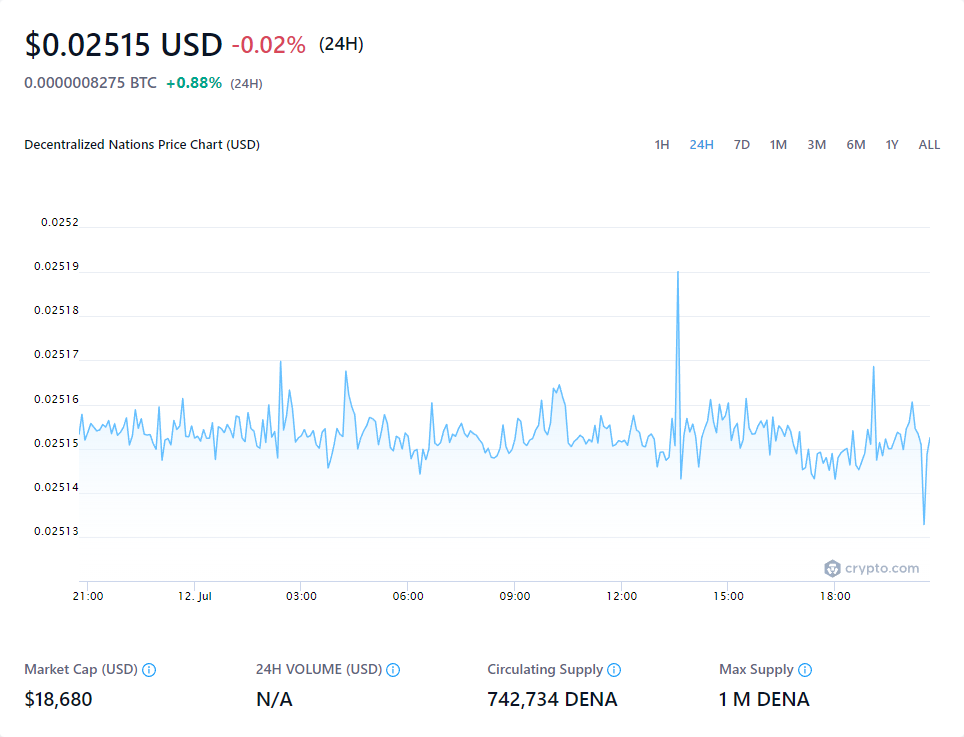 $0.02515 USD -0.02% (24H)
0.0000008275 BTC +0.88% (24H)
Decentralized Nations Price Chart (USD) 1H 24H 7D 1M 3M 6M 1Y ALL
0.0252
0.02519
0.02518
0.02517
0.02516
0.02515
0.02514
0.02513
crypto.com
21:00 12. Jul 03:00 06:00 09:00 12:00 15:00 18:00
Market Cap (USD) 24H VOLUME (USD) Circulating Supply Max Supply
$18,680 N/A 742,734 DENA 1 M DENA